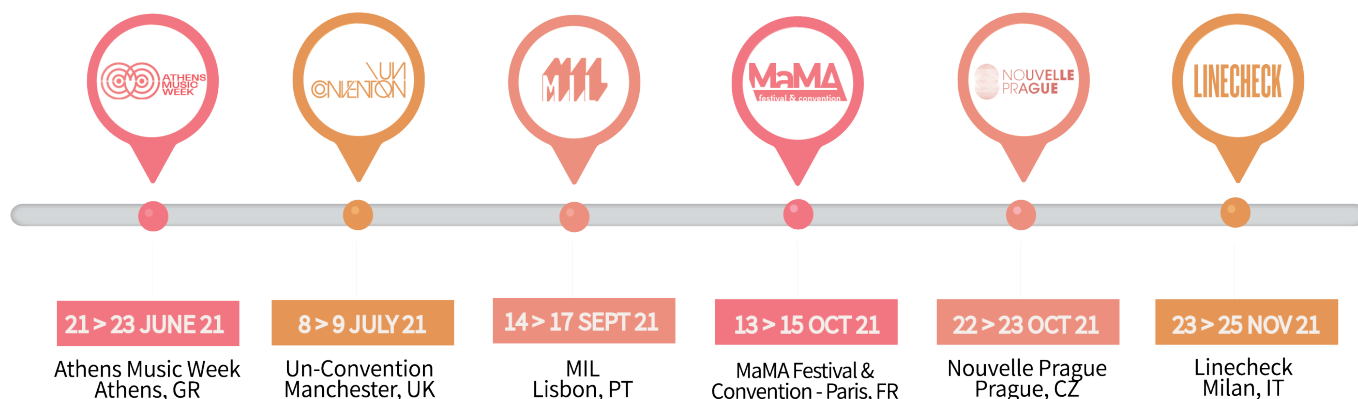 ATHENS
MUSIC
WEEK
UN
CONVENTION
MIL
MaMA
festival & convention
NOUVELLE
PRAGUE
LINECHECK
21 > 23 JUNE 21
8 > 9 JULY 21
14 > 17 SEPT 21
13 > 15 OCT 21
22 > 23 OCT 21
23 > 25 NOV 21
Athens Music Week
Athens, GR
Un-Convention
Manchester, UK
MIL
Lisbon, PT
MaMA Festival &
Convention - Paris, FR
Nouvelle Prague
Prague, CZ
Linecheck
Milan, IT